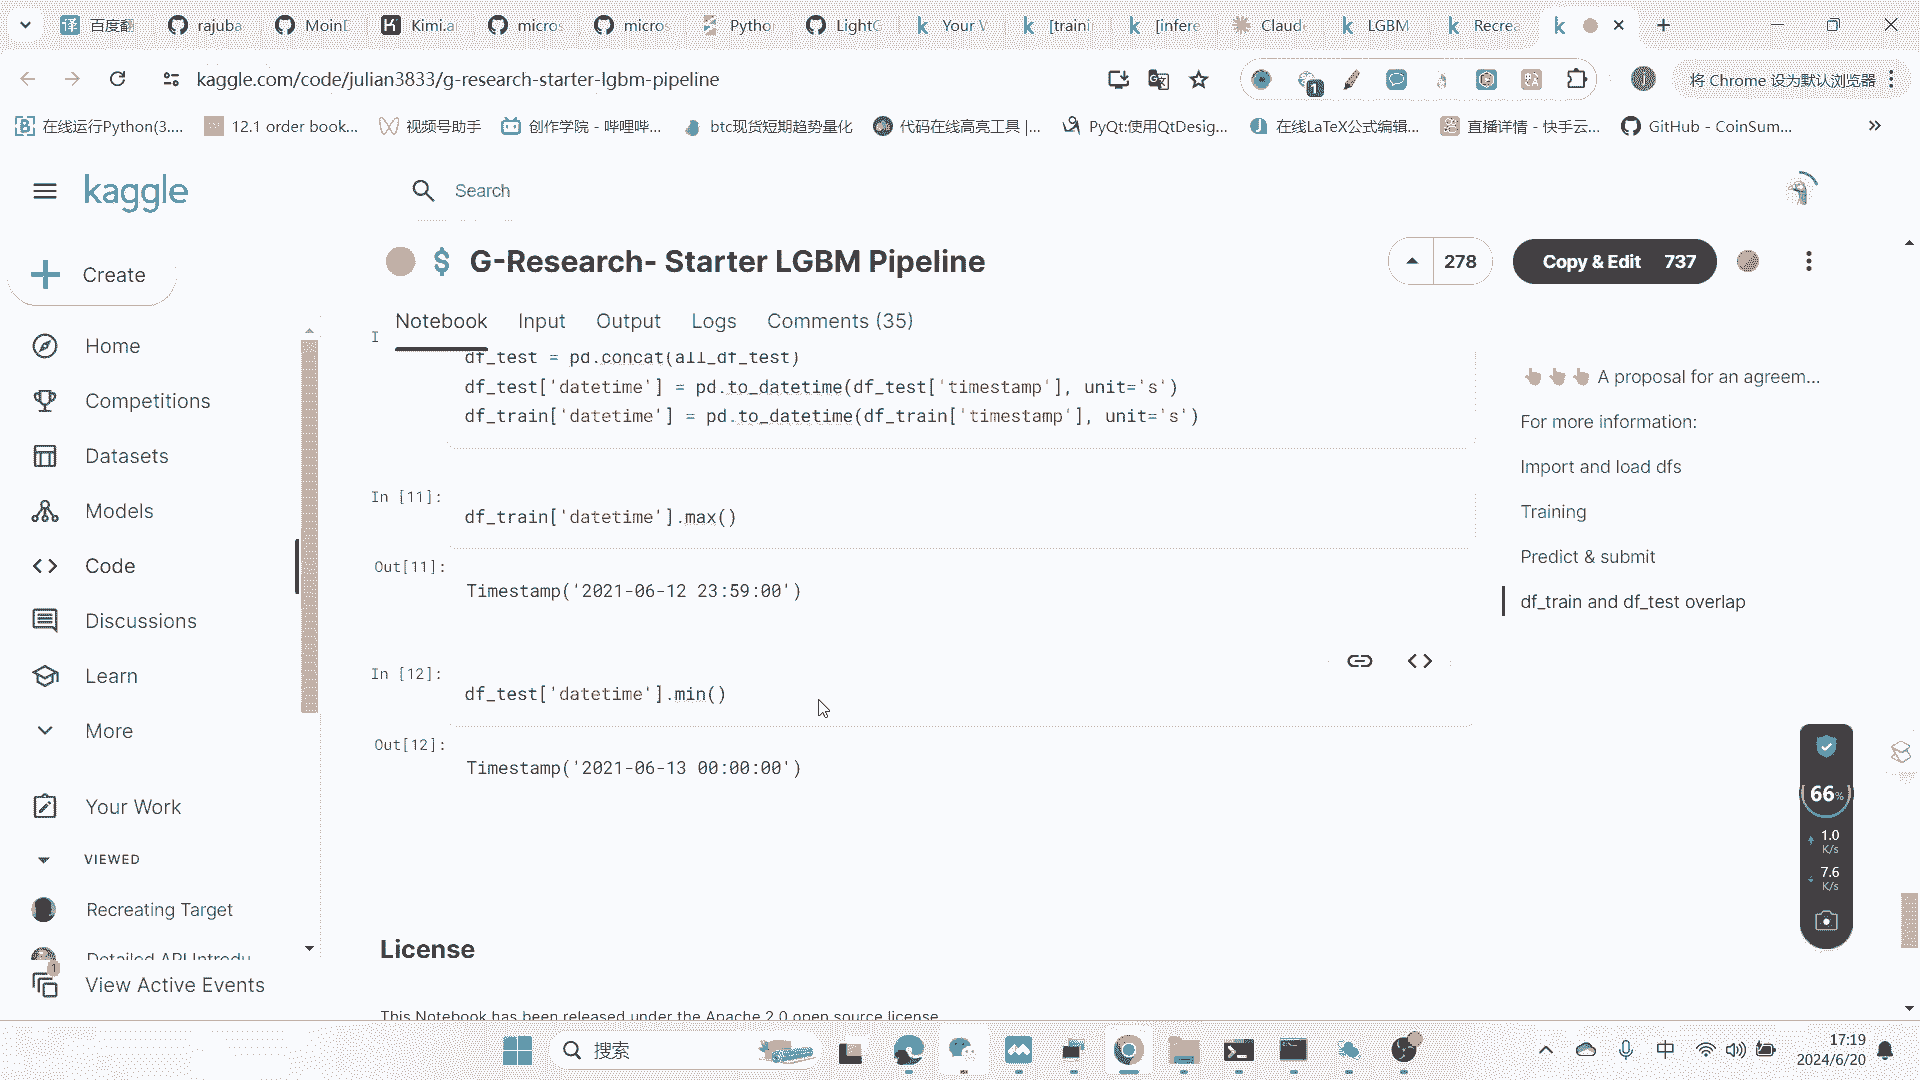 百度翻
rajuba
Moin
Kimi.a
micros
micros
Pytho
Light
Your
[traini
[infere
Claud
LGBM
Recrea
kaggle.com/code/julian3833/g-research-starter-lgbm-pipeline
1
将 Chrome 设为默认浏览器
在线运行Python(3....
12.1 order book...
视频号助手
创作学院 - 哔哩哔...
btc现货短期趋势量化
代码在线高亮工具 |...
PyQt:使用QtDesig...
在线LaTeX公式编辑...
直播详情 - 快手云...
GitHub - CoinSum...
kaggle
Search
Create
$ G-Research- Starter LGBM Pipeline
278
Copy & Edit 737
Notebook
Input
Output
Logs
Comments (35)
Home
Competitions
Datasets
Models
Code
Discussions
Learn
More
Your Work
VIEWED
Recreating Target
Detailed API Introdu
1
View Active Events
df_test = pd.concat(all_df_test)
df_test['datetime'] = pd.to_datetime(df_test['timestamp'], unit='s')
df_train['datetime'] = pd.to_datetime(df_train['timestamp'], unit='s')
In [11]:
df_train['datetime'].max()
Out[11]:
Timestamp('2021-06-12 23:59:00')
In [12]:
df_test['datetime'].min()
Out[12]:
Timestamp('2021-06-13 00:00:00')
License
This Notebook has been released under the Apache 2.0 open source license.
A proposal for an agreem...
For more information:
Import and load dfs
Training
Predict & submit
df_train and df_test overlap
66%
1.0
K/s
7.6
K/s
搜索
中
17:19
2024/6/20